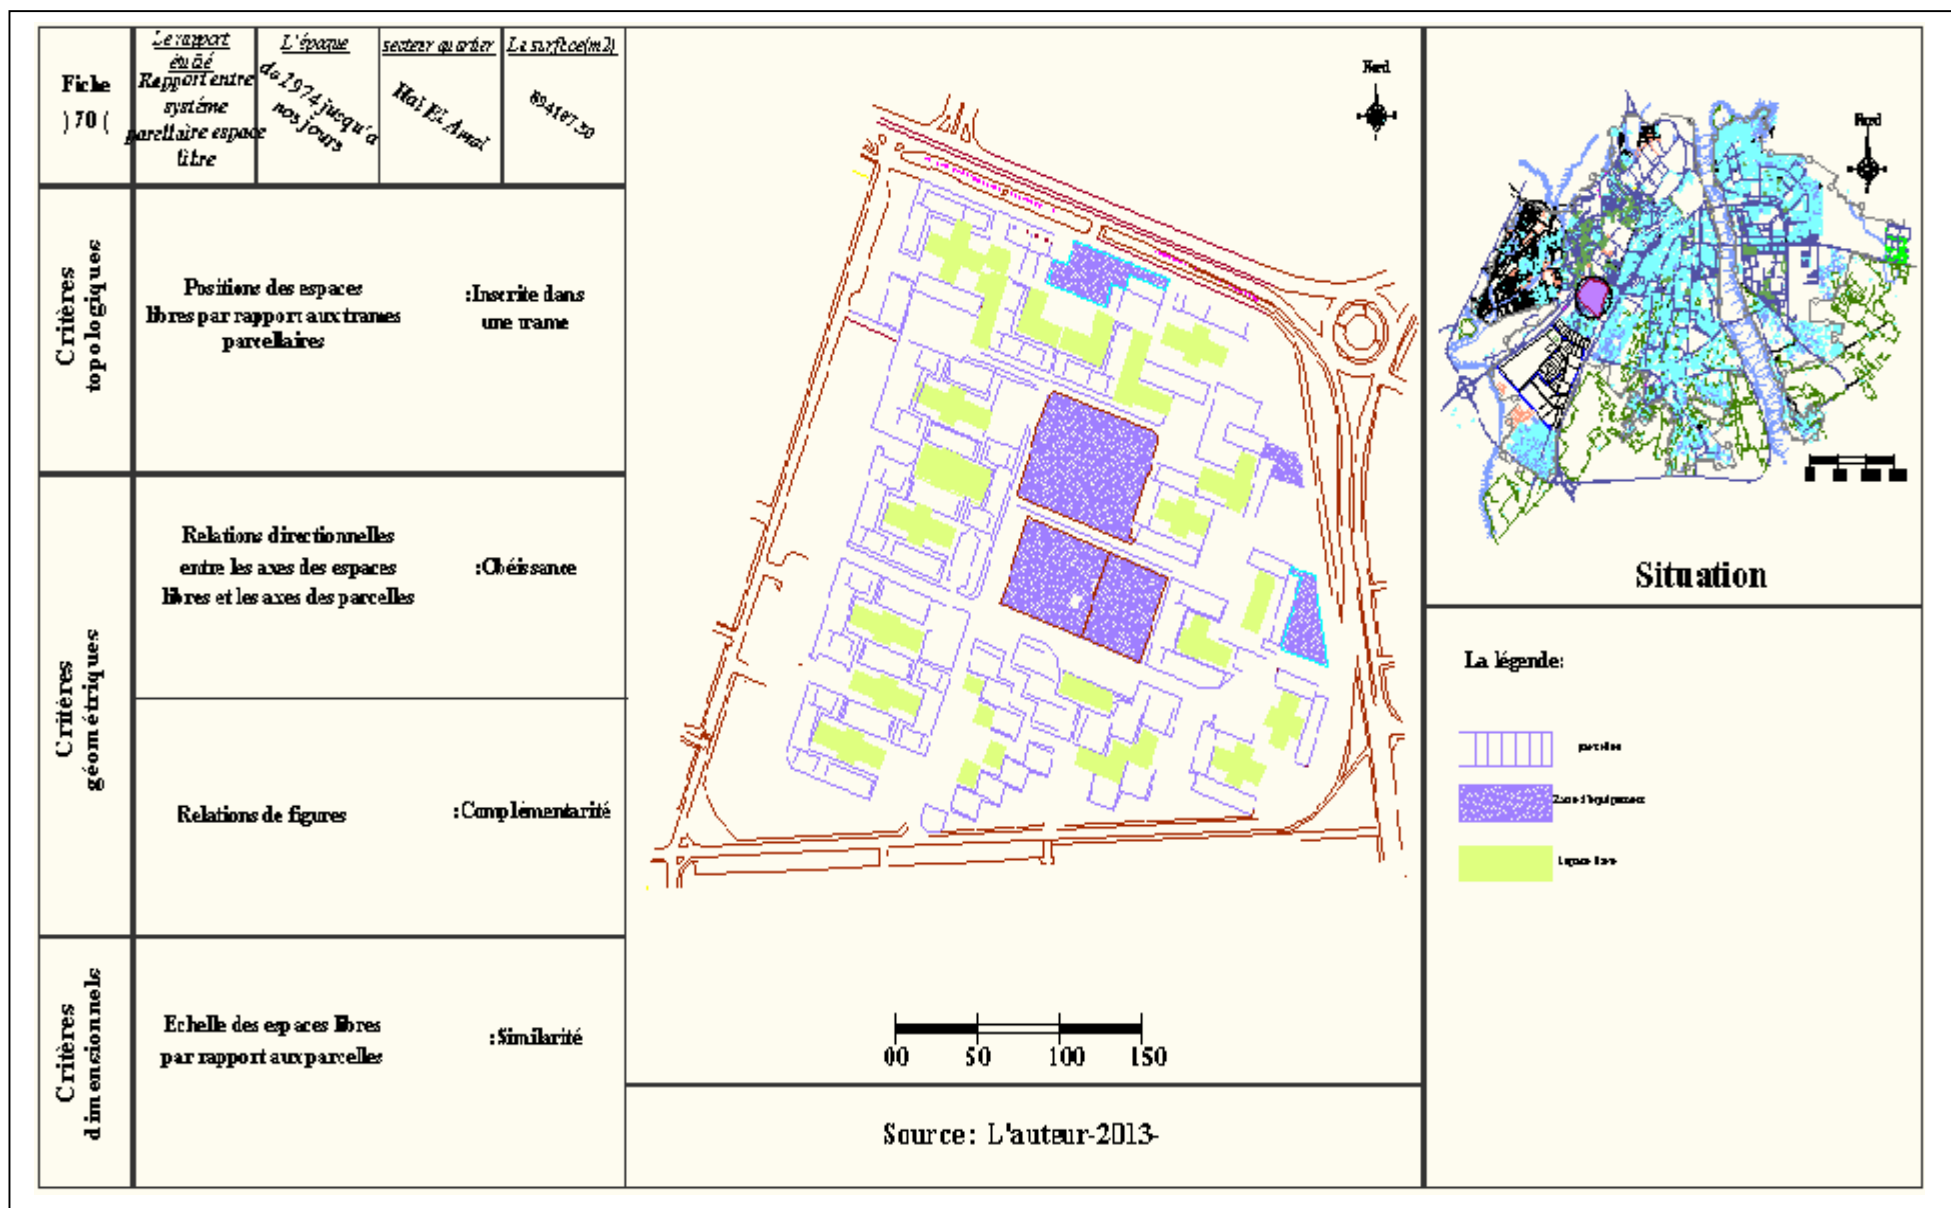 Fiche
)70 (
Le rapport
étudié
Rapport entre
système
parellaire espace
libre
L'époque
de 1974 jusqu'a
nos jours
secteur quartier
Hai El Amal
La surface(m2)
Critères
topologiques
Positions des espaces
libres par rapport aux trames
parcellaires
:Inscrite dans
une trame
Critères
géométriques
Relations directionnelles
entre les axes des espaces
libres et les axes des parcelles
:Obéissance
Relations de figures
:Complémentarité
Critères
dimensionnels
Echelle des espaces libres
par rapport aux parcelles
:Similarité
Nord
00 50 100 150
Source: L'auteur-2013-
Nord
Situation
La légende:
Zone d'équipement